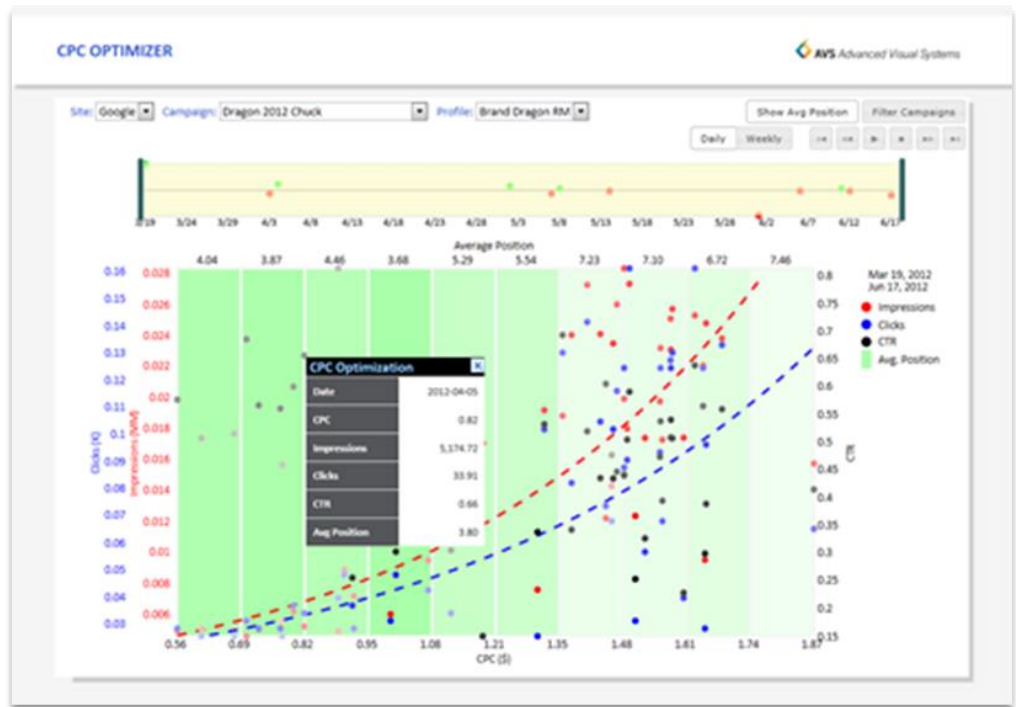 CPC OPTIMIZER
AVS Advanced Visual Systems
Site: Google Campaign: Dragon 2012 Chuck Profile: Brand Dragon RM Show Avg Position Filter Campaigns
Daily Weekly
3/19 3/24 3/29 4/3 4/8 4/13 4/18 4/23 4/28 5/3 5/8 5/13 5/18 5/23 5/28 6/2 6/7 6/12 6/17
Average Position
4.04 3.87 4.46 3.68 5.29 5.54 7.23 7.10 6.72 7.46
Mar 19, 2012
Jun 17, 2012
Impressions
Clicks
CTR
Avg. Position
Clicks (K)
0.16
0.15
0.14
0.13
0.12
0.11
0.1
0.09
0.08
0.07
0.06
0.05
0.04
0.03
Impressions (MM)
0.028
0.026
0.024
0.022
0.02
0.018
0.016
0.014
0.012
0.01
0.008
0.006
CPC Optimization
Date 2012-04-05
CPC 0.82
Impressions 5,174.72
Clicks 33.91
CTR 0.66
Avg Position 3.80
0.8
0.75
0.7
0.65
0.6
0.55
0.5
0.45
0.4
0.35
0.3
0.25
0.2
0.15
CTR
0.56 0.69 0.82 0.95 1.08 1.21 1.35 1.48 1.61 1.74 1.87
CPC ($)